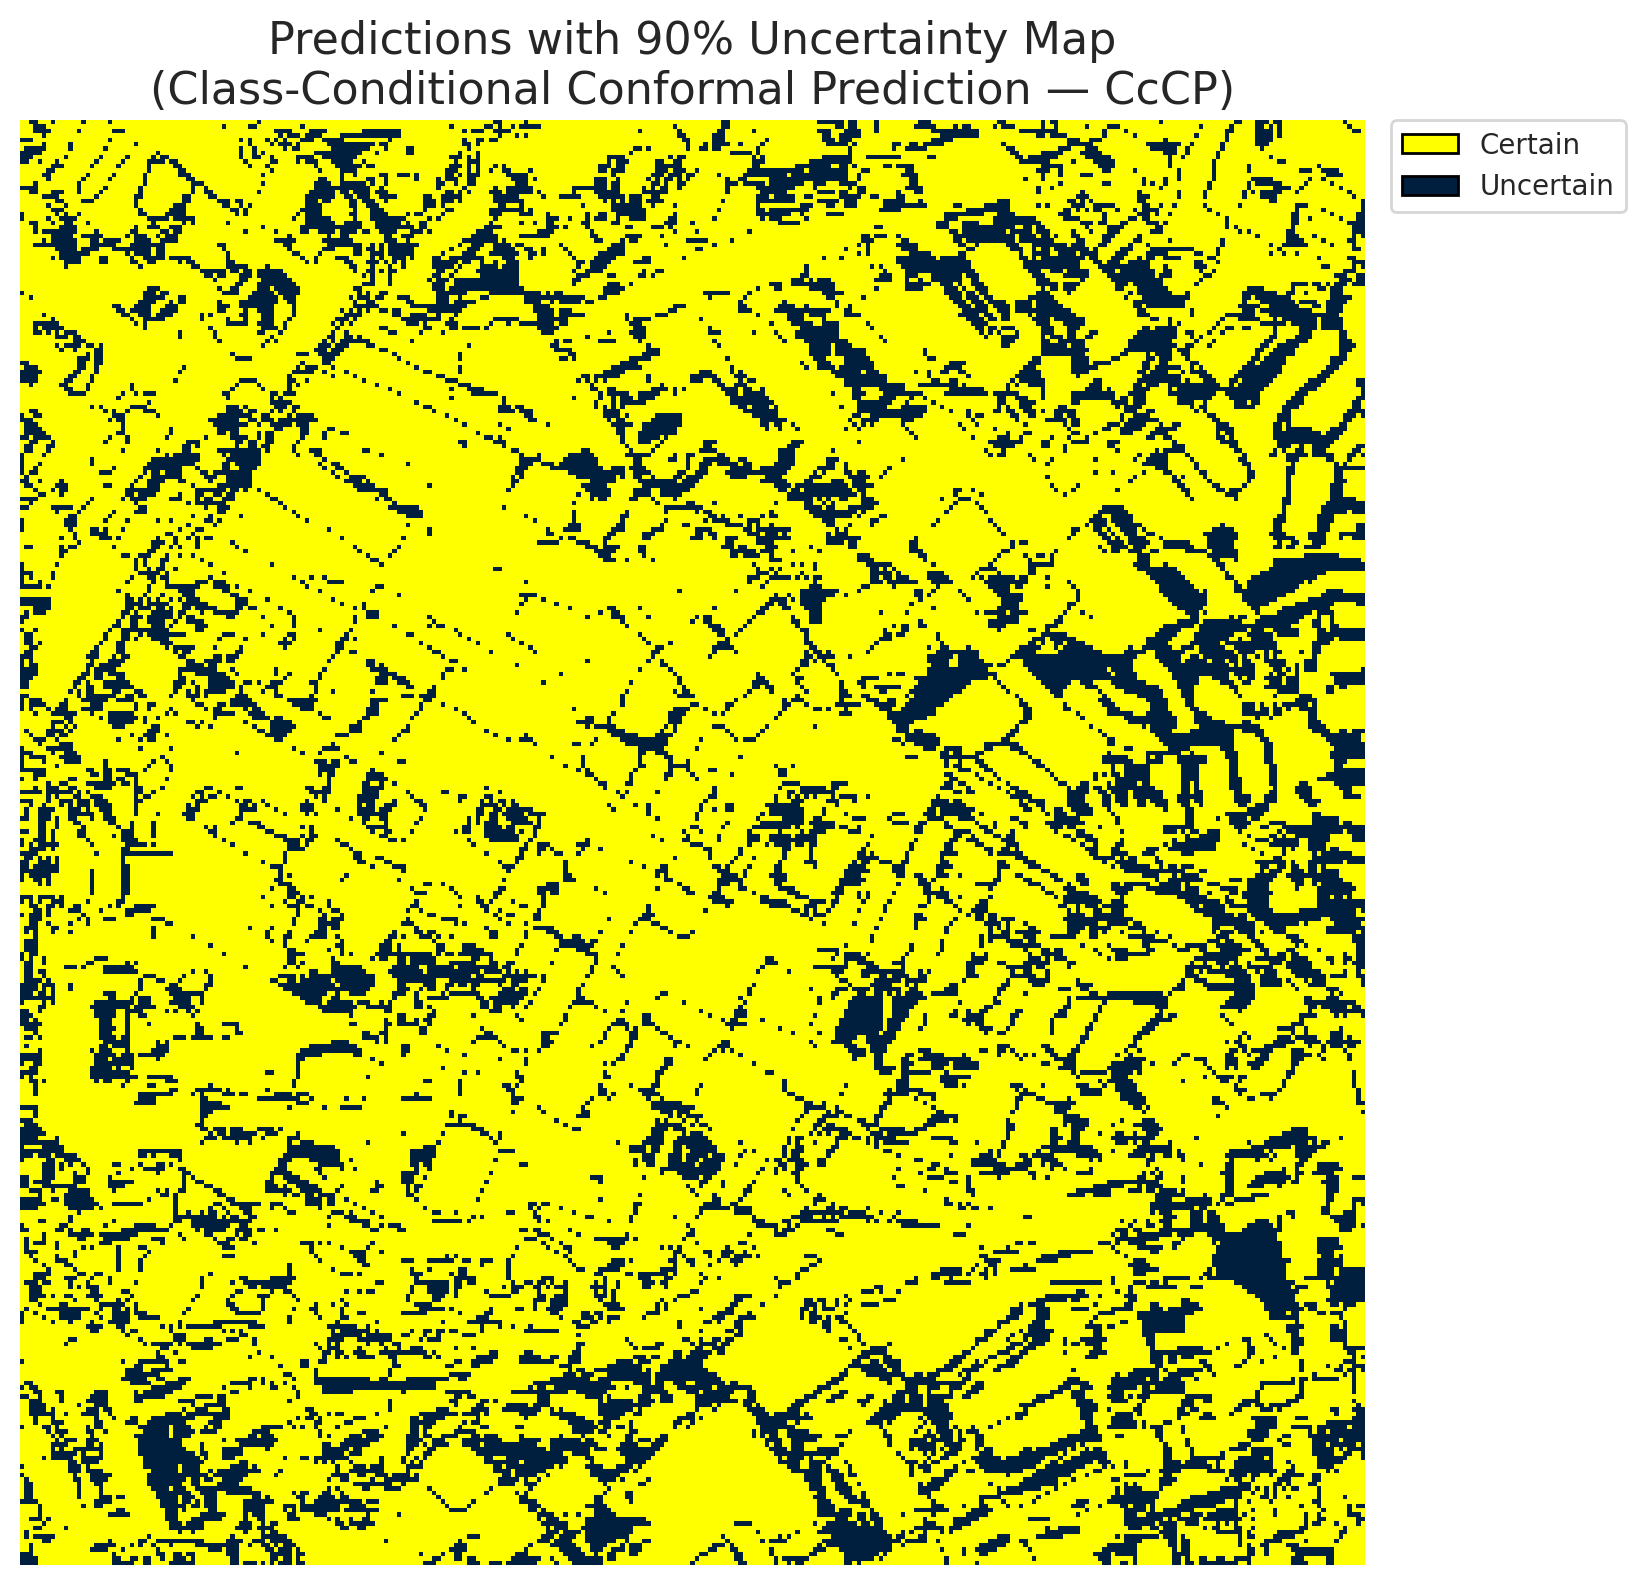 Predictions with 90% Uncertainty Map
(Class-Conditional Conformal Prediction — CcCP)
Certain
Uncertain